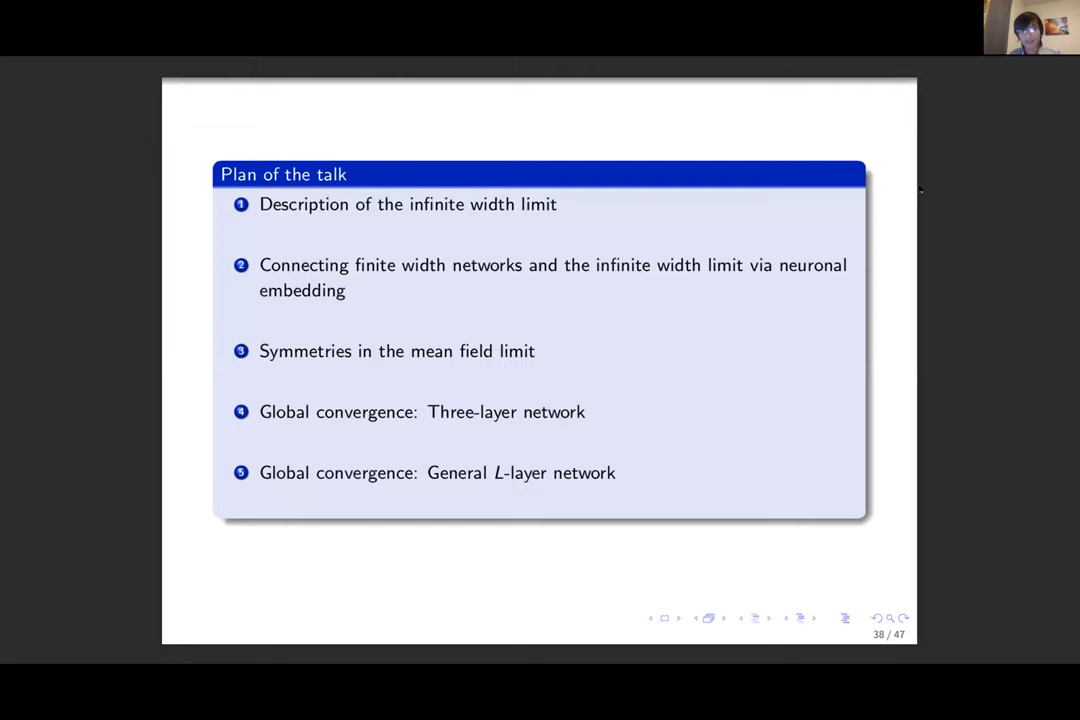 Plan of the talk
1 Description of the infinite width limit
2 Connecting finite width networks and the infinite width limit via neuronal
embedding
3 Symmetries in the mean field limit
4 Global convergence: Three-layer network
5 Global convergence: General L-layer network
38 / 47